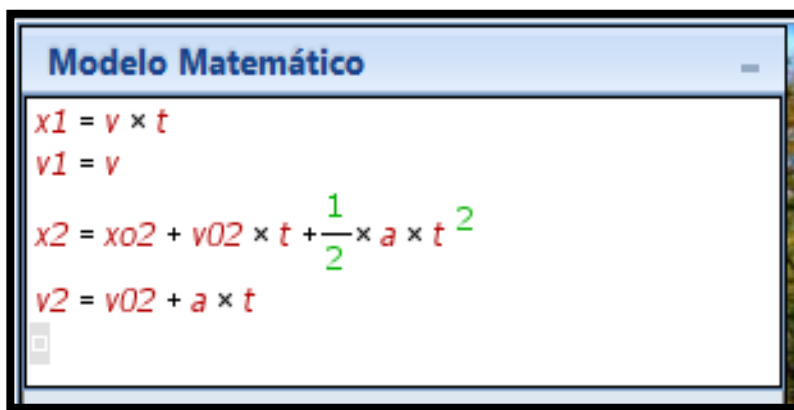 Modelo Matemático
x1 = v × t
v1 = v
x2 = xo2 + v02 × t + 1/2 × a × t 2
v2 = v02 + a × t